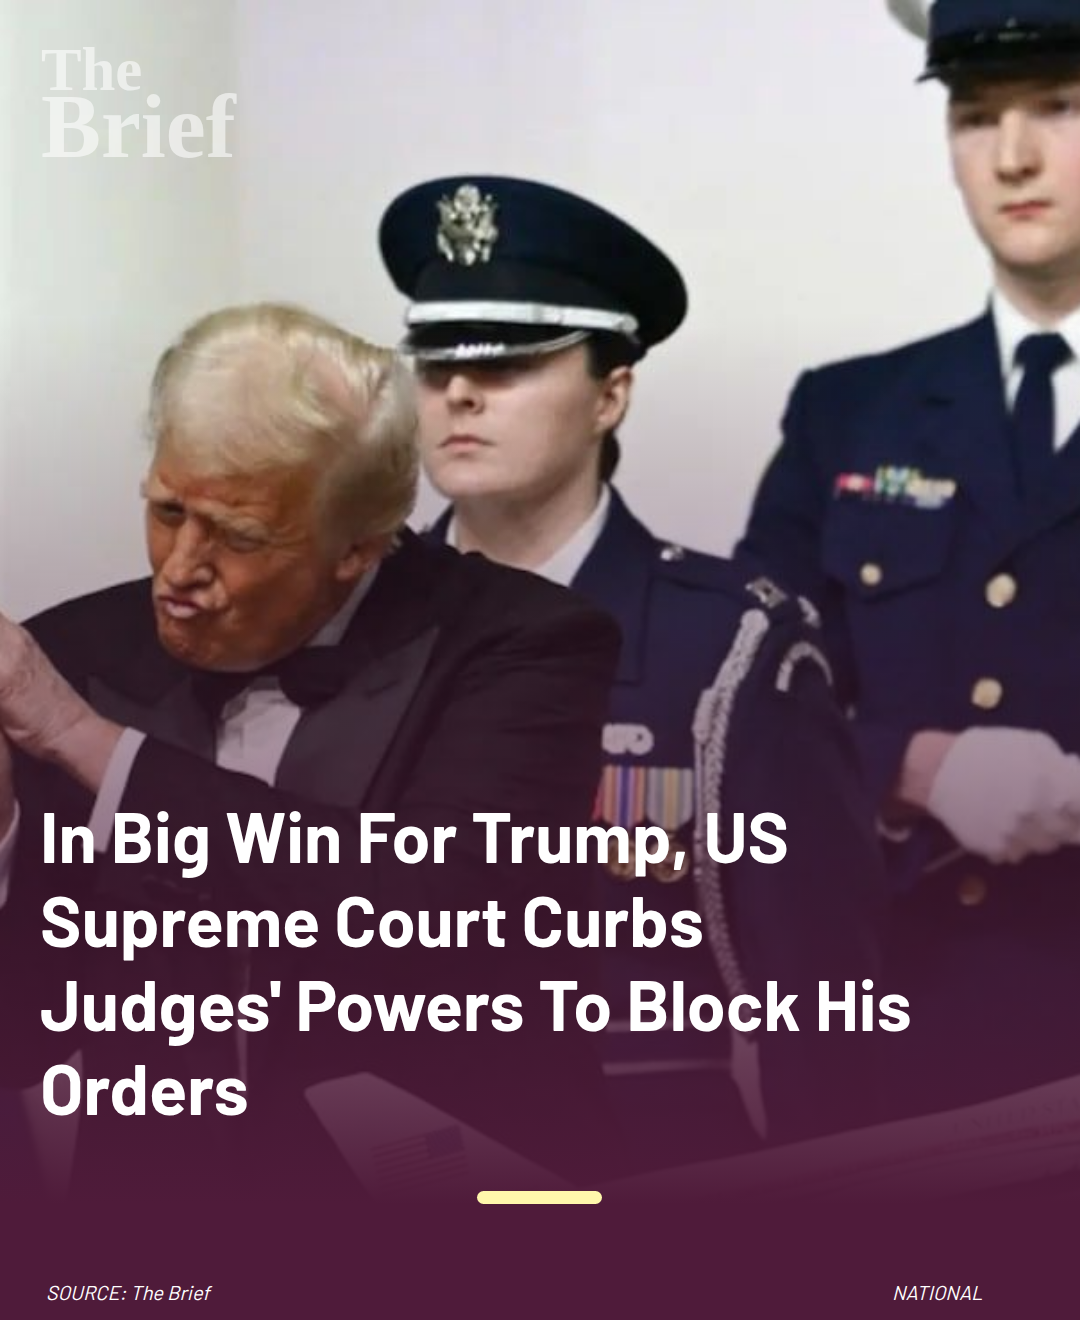 The
Brief
In Big Win For Trump, US
Supreme Court Curbs
Judges' Powers To Block His
Orders
SOURCE: The Brief
NATIONAL